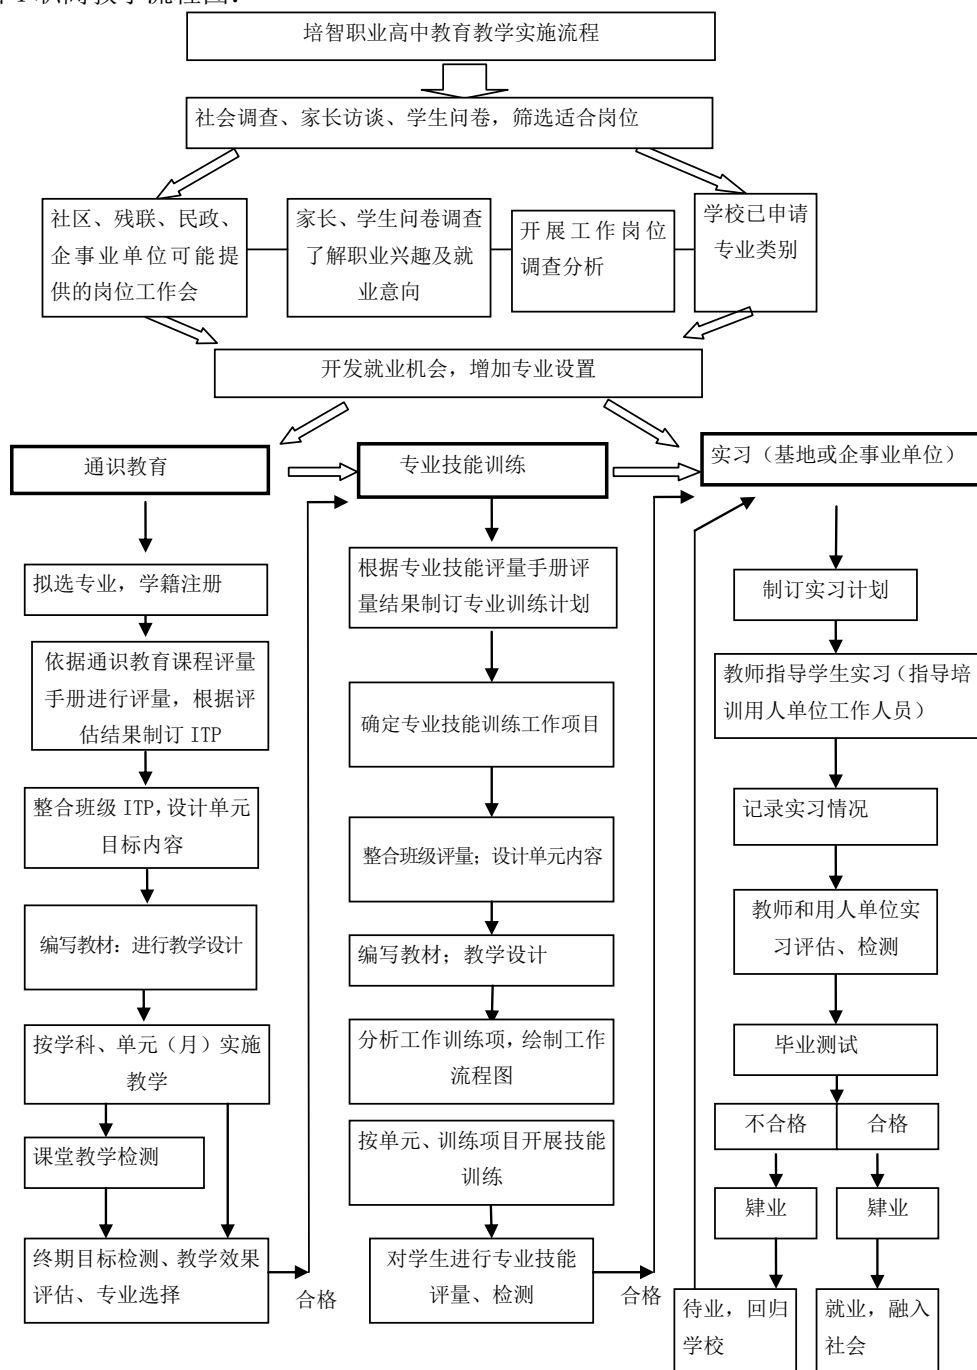 培智职业高中教育教学实施流程
社会调查、家长访谈、学生问卷，筛选适合岗位
社区、残联、民政、
企事业单位可能提
供的岗位工作会
家长、学生问卷调查
了解职业兴趣及就
业意向
开展工作岗位
调查分析
学校已申请
专业类别
开发就业机会，增加专业设置
通识教育
拟选专业，学籍注册
依据通识教育课程评量
手册进行评量，根据评
估结果制订 ITP
整合班级 ITP，设计单元
目标内容
编写教材：进行教学设计
按学科、单元（月）实施
教学
课堂教学检测
终期目标检测、教学效果
评估、专业选择
合格
专业技能训练
根据专业技能评量手册评
量结果制订专业训练计划
确定专业技能训练工作项目
整合班级评量；设计单元内容
编写教材；教学设计
分析工作训练项，绘制工作
流程图
按单元、训练项目开展技能
训练
对学生进行专业技能
评量、检测
合格
实习（基地或企事业单位）
制订实习计划
教师指导学生实习（指导培
训用人单位工作人员）
记录实习情况
教师和用人单位实
习评估、检测
毕业测试
不合格
合格
肄业
肄业
待业，回归
学校
就业，融入
社会